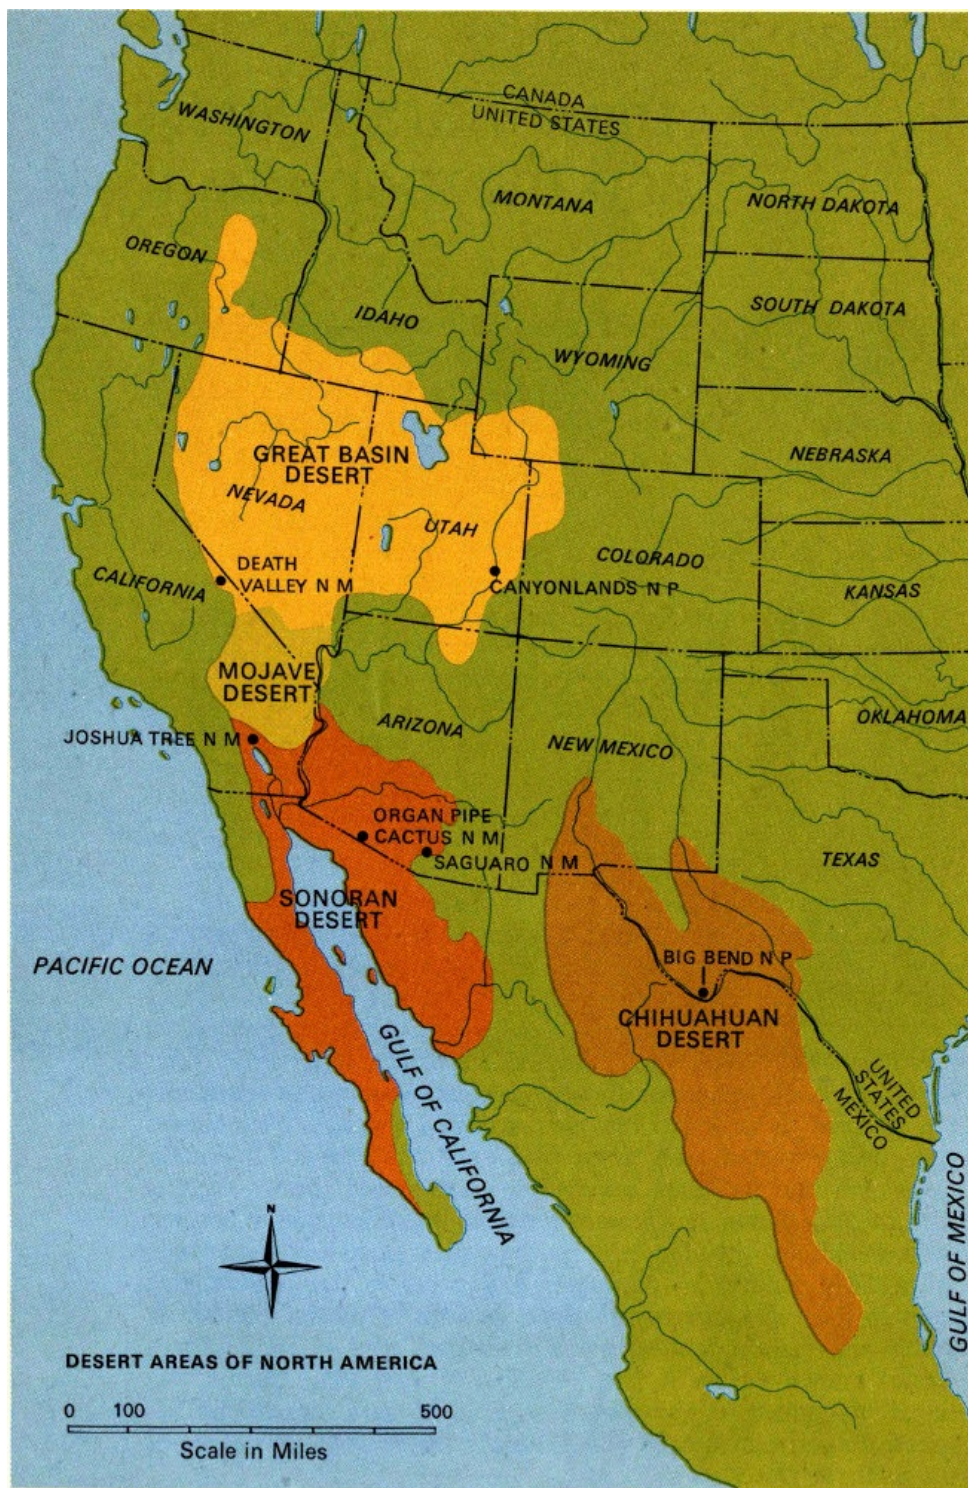 CANADA
UNITED STATES
WASHINGTON
MONTANA
NORTH DAKOTA
OREGON
IDAHO
SOUTH DAKOTA
WYOMING
GREAT BASIN
DESERT
NEBRASKA
NEVADA
UTAH
DEATH
VALLEY N M
COLORADO
CALIFORNIA
CANYONLANDS N P
KANSAS
MOJAVE
DESERT
ARIZONA
NEW MEXICO
OKLAHOMA
JOSHUA TREE N M
ORGAN PIPE
CACTUS N M
SAGUARO N M
TEXAS
SONORAN
DESERT
PACIFIC OCEAN
BIG BEND N P
CHIHUAHUAN
DESERT
GULF OF CALIFORNIA
UNITED
STATES
MEXICO
GULF OF MEXICO
N
DESERT AREAS OF NORTH AMERICA
0 100 500
Scale in Miles